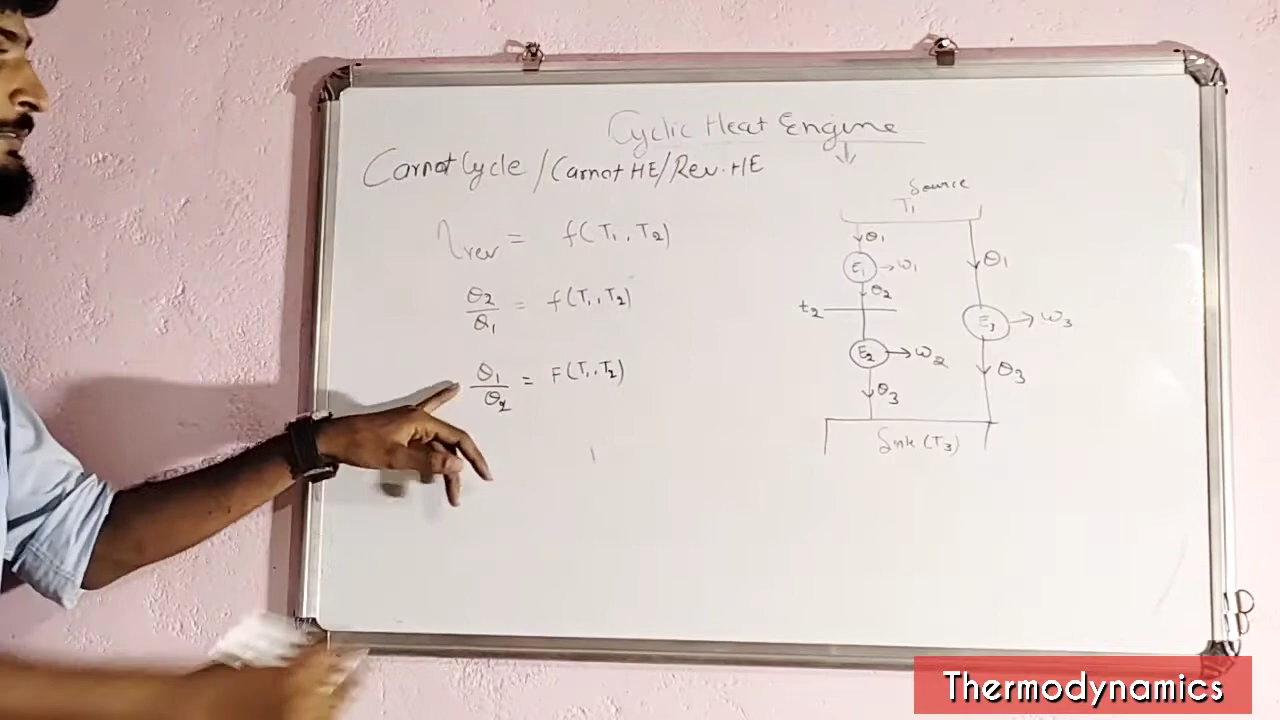 Cyclic Heat Engine
Carnot Cycle / Carnot HE/Rev. HE
ηrev = f(T1, T2)
Q2/Q1 = f(T1, T2)
Q1/Q2 = F(T1, T2)
Source
T1
Q1
E1 → W1
Q2
t2
E2 → W2
Q3
Q1
E3 → W3
Q3
Sink (T3)
Thermodynamics